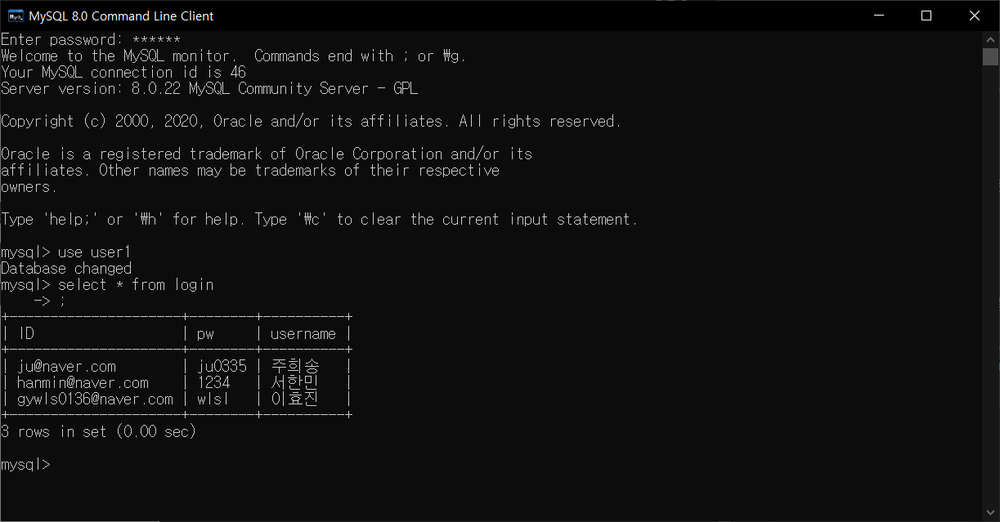 MySQL 8.0 Command Line Client
Enter password: ******
Welcome to the MySQL monitor.  Commands end with ; or ₩g.
Your MySQL connection id is 46
Server version: 8.0.22 MySQL Community Server - GPL
Copyright (c) 2000, 2020, Oracle and/or its affiliates. All rights reserved.
Oracle is a registered trademark of Oracle Corporation and/or its
affiliates. Other names may be trademarks of their respective
owners.
Type 'help;' or '₩h' for help. Type '₩c' to clear the current input statement.
mysql> use user1
Database changed
mysql> select * from login
    -> ;
+---------------------+--------+----------+
| ID                  | pw     | username |
+---------------------+--------+----------+
| ju@naver.com        | ju0335 | 주희송   |
| hanmin@naver.com    | 1234   | 서한민   |
| gywls0136@naver.com | wlsl   | 이효진   |
+---------------------+--------+----------+
3 rows in set (0.00 sec)
mysql>